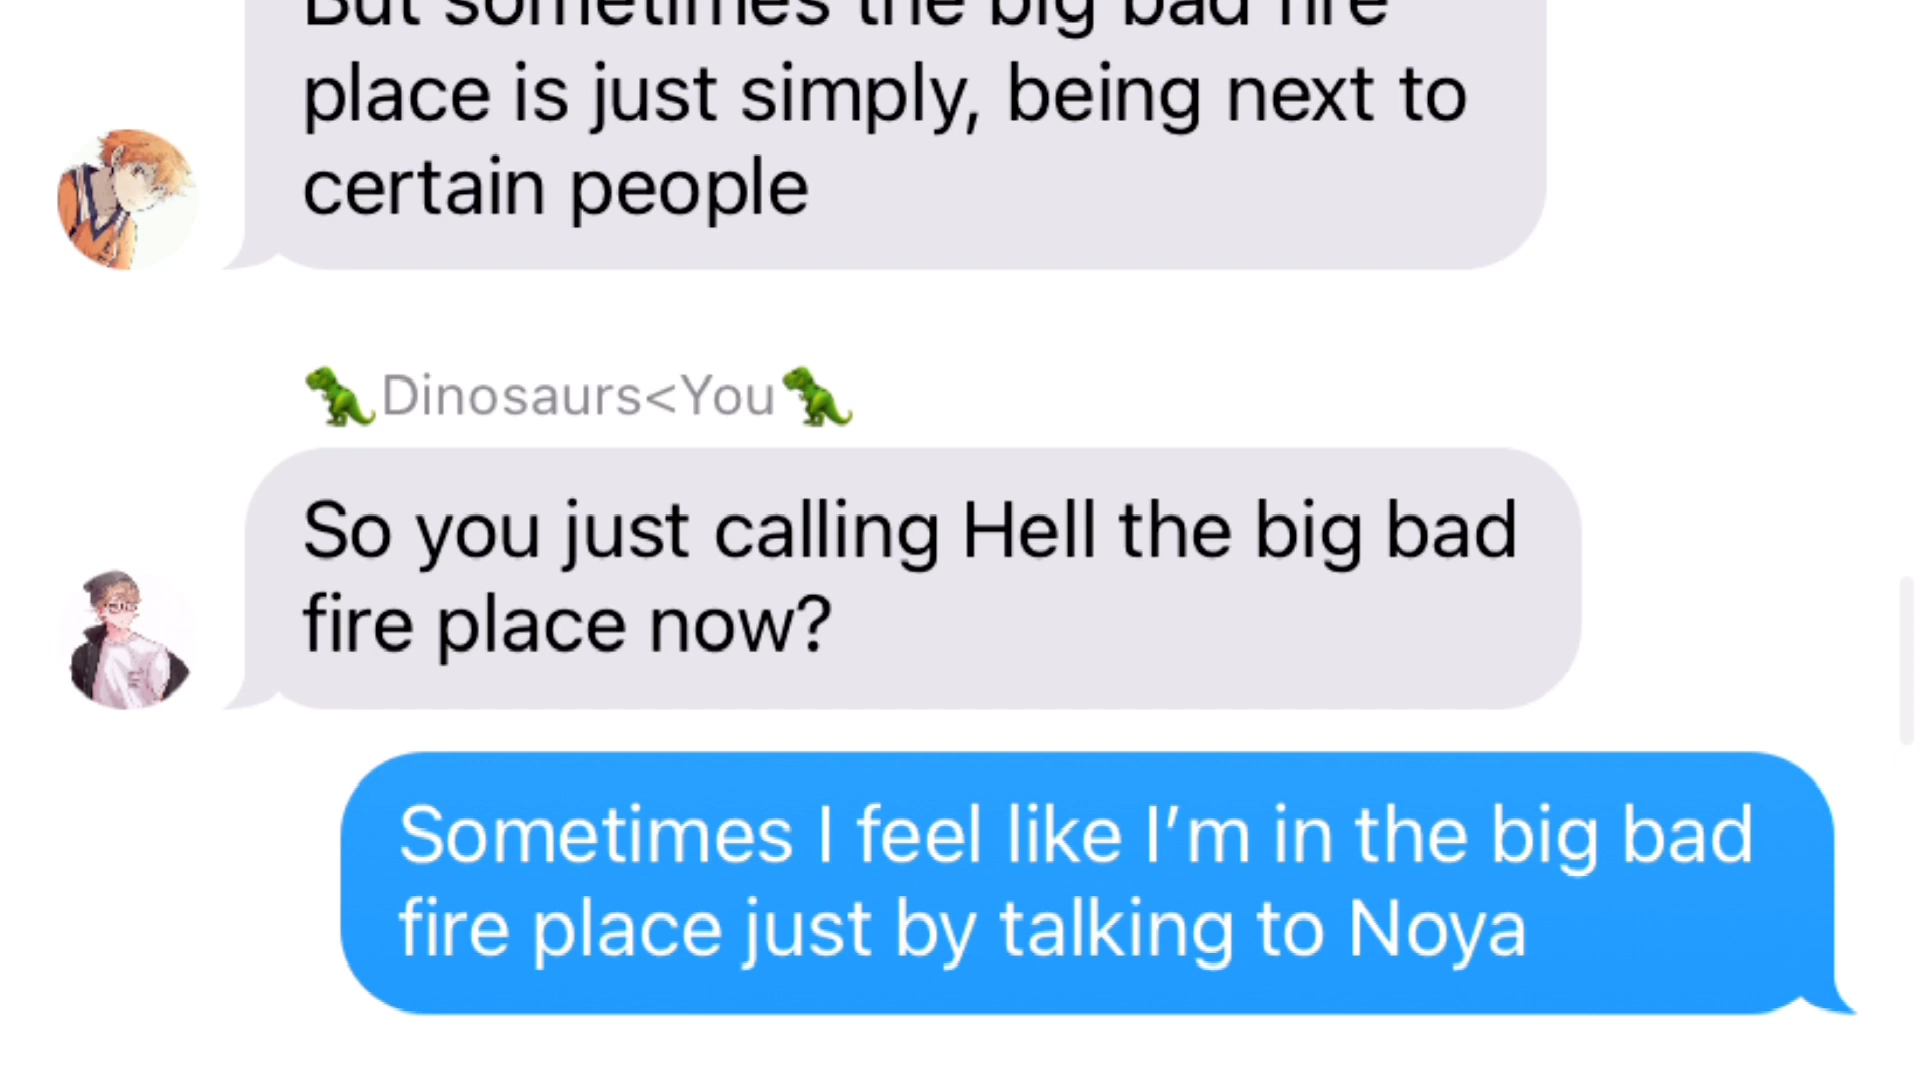 But sometimes the big bad fire
place is just simply, being next to
certain people
🦖Dinosaurs<You🦖
So you just calling Hell the big bad
fire place now?
Sometimes I feel like I’m in the big bad
fire place just by talking to Noya